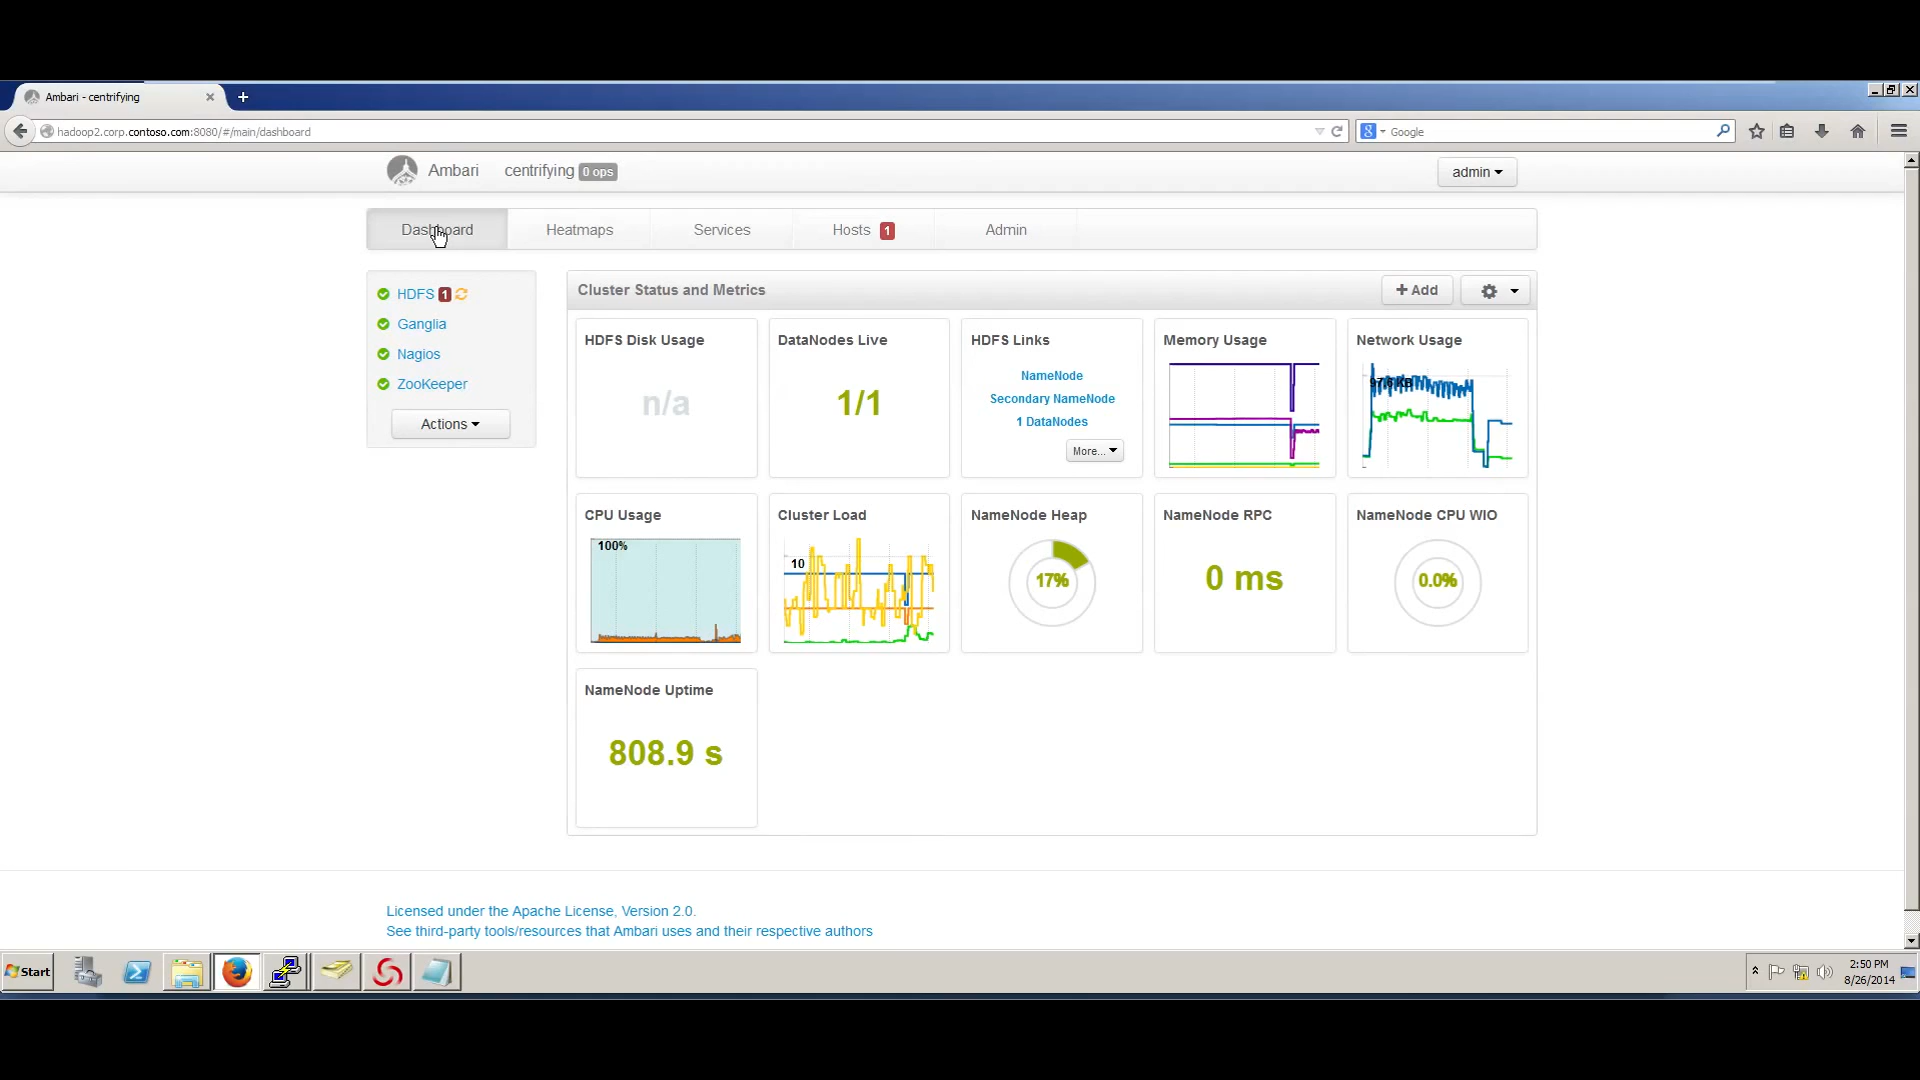 Ambari - centrifying
hadoop2.corp.contoso.com:8080/#/main/dashboard
Google
Ambari centrifying 0 ops
admin
Dashboard Heatmaps Services Hosts 1 Admin
HDFS 1
Ganglia
Nagios
ZooKeeper
Actions
Cluster Status and Metrics
Add
HDFS Disk Usage
n/a
DataNodes Live
1/1
HDFS Links
NameNode
Secondary NameNode
1 DataNodes
More...
Memory Usage
Network Usage
97.6 KB
CPU Usage
100%
Cluster Load
10
NameNode Heap
17%
NameNode RPC
0 ms
NameNode CPU WIO
0.0%
NameNode Uptime
808.9 s
Licensed under the Apache License, Version 2.0.
See third-party tools/resources that Ambari uses and their respective authors
Start
2:50 PM
8/26/2014